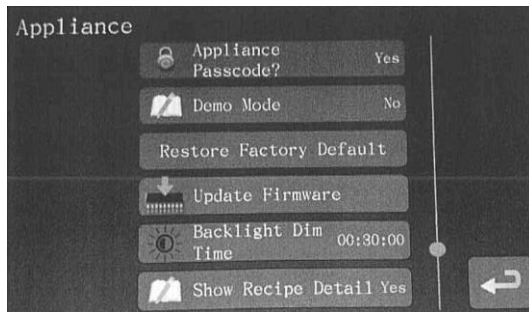 Appliance
Appliance Passcode? Yes
Demo Mode No
Restore Factory Default
Update Firmware
Backlight Dim Time 00:30:00
Show Recipe Detail Yes